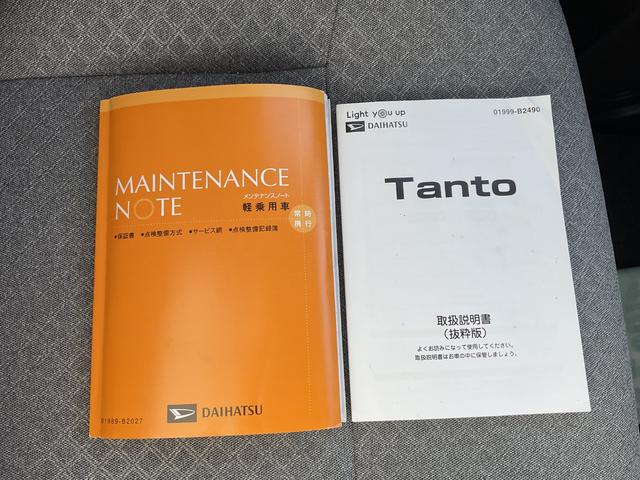 MAINTENANCE
NOTE
メンテナンスノート
軽乗用車
常時
携行
●保証書 ●点検整備方式 ●サービス網 ●点検整備記録簿
01989-B2027
DAIHATSU
Light you up
DAIHATSU
01999-B2490
Tanto
取扱説明書
（抜粋版）
よくお読みになって使用してください。
取扱説明書はお車の中に保管しましょう。